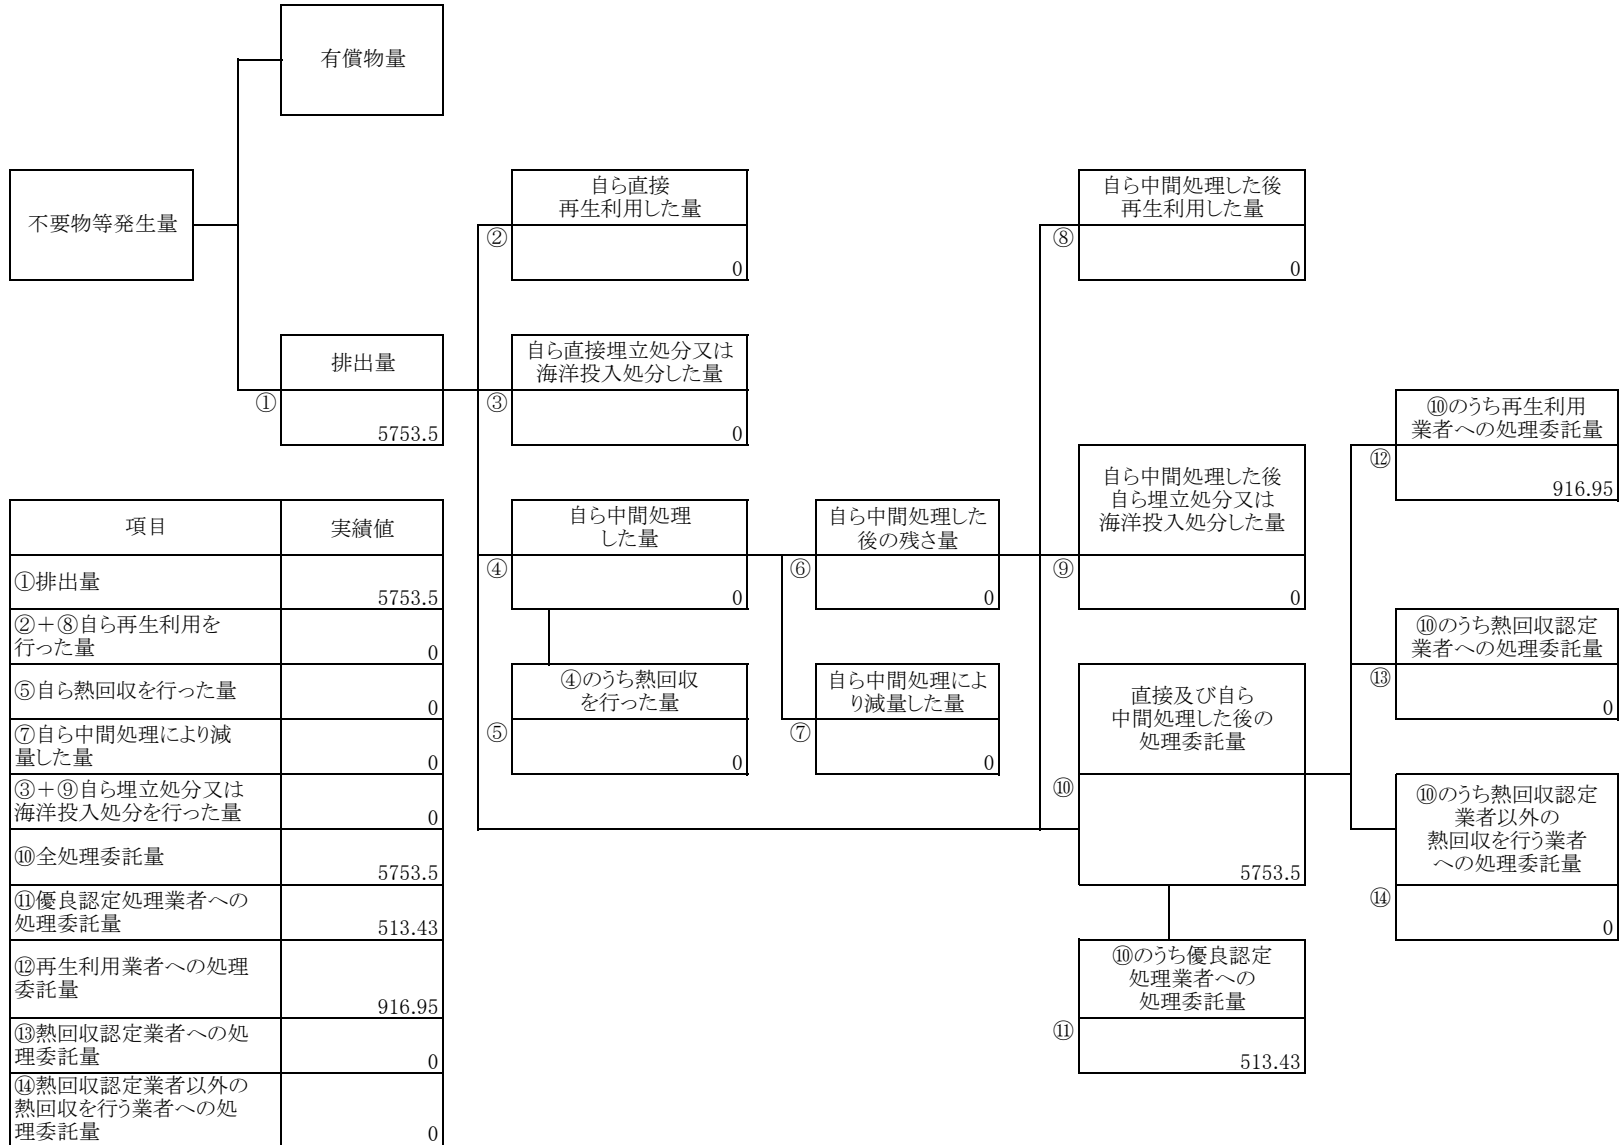 有償物量
不要物等発生量
自ら直接
再生利用した量
②
0
自ら中間処理した後
再生利用した量
⑧
0
排出量
①
5753.5
自ら直接埋立処分又は
海洋投入処分した量
③
0
⑩のうち再生利用
業者への処理委託量
⑫
916.95
自ら中間処理
した量
④
0
自ら中間処理した
後の残さ量
⑥
0
自ら中間処理した後
自ら埋立処分又は
海洋投入処分した量
⑨
0
④のうち熱回収
を行った量
⑤
0
自ら中間処理によ
り減量した量
⑦
0
直接及び自ら
中間処理した後の
処理委託量
⑩
5753.5
⑩のうち熱回収認定
業者への処理委託量
⑬
0
⑩のうち熱回収認定
業者以外の
熱回収を行う業者
への処理委託量
⑭
0
⑩のうち優良認定
処理業者への
処理委託量
⑪
513.43
項目
実績値
①排出量
5753.5
②+⑧自ら再生利用を
行った量
0
⑤自ら熱回収を行った量
0
⑦自ら中間処理により減
量した量
0
③+⑨自ら埋立処分又は
海洋投入処分を行った量
0
⑩全処理委託量
5753.5
⑪優良認定処理業者への
処理委託量
513.43
⑫再生利用業者への処理
委託量
916.95
⑬熱回収認定業者への処
理委託量
0
⑭熱回収認定業者以外の
熱回収を行う業者への処
理委託量
0